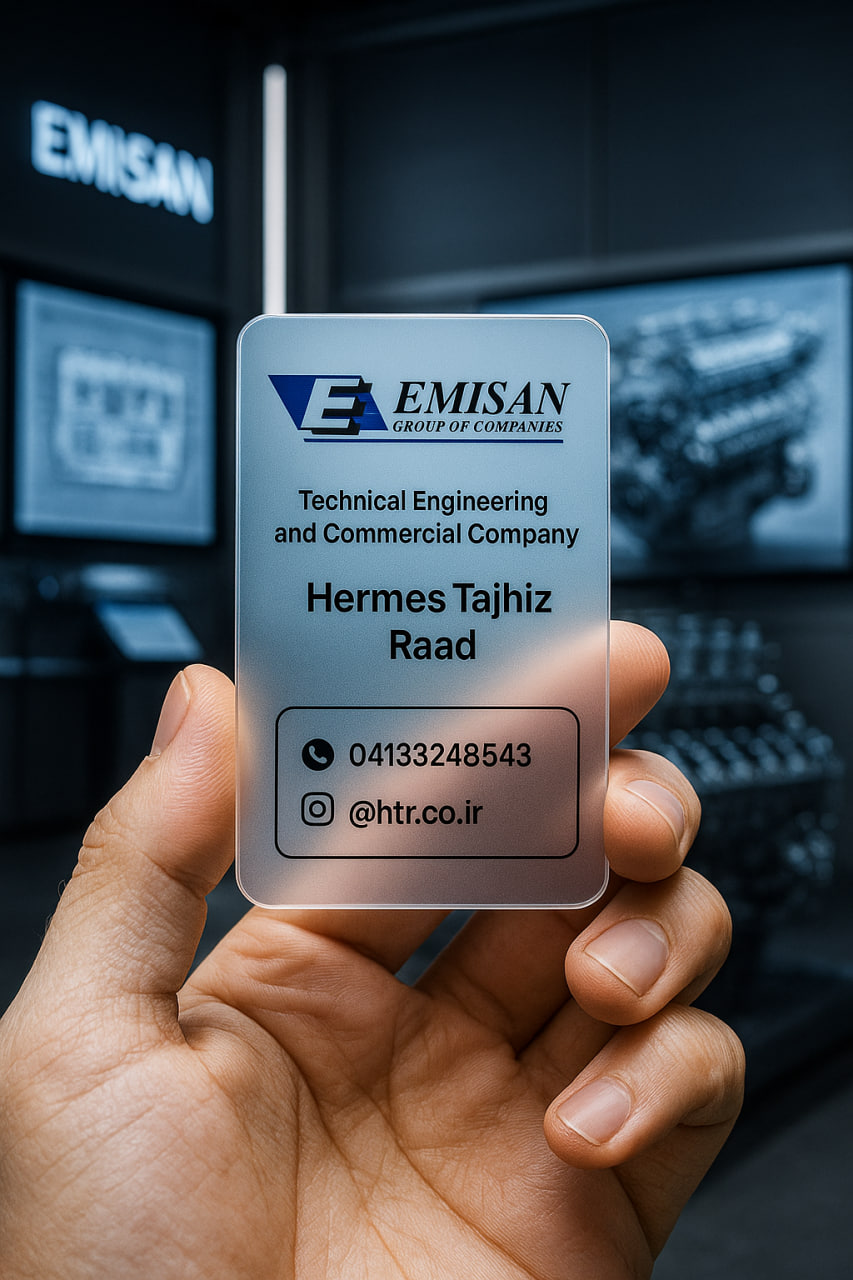 EMISAN
E EMISAN
GROUP OF COMPANIES
Technical Engineering
and Commercial Company
Hermes Tajhiz
Raad
04133248543
@htr.co.ir